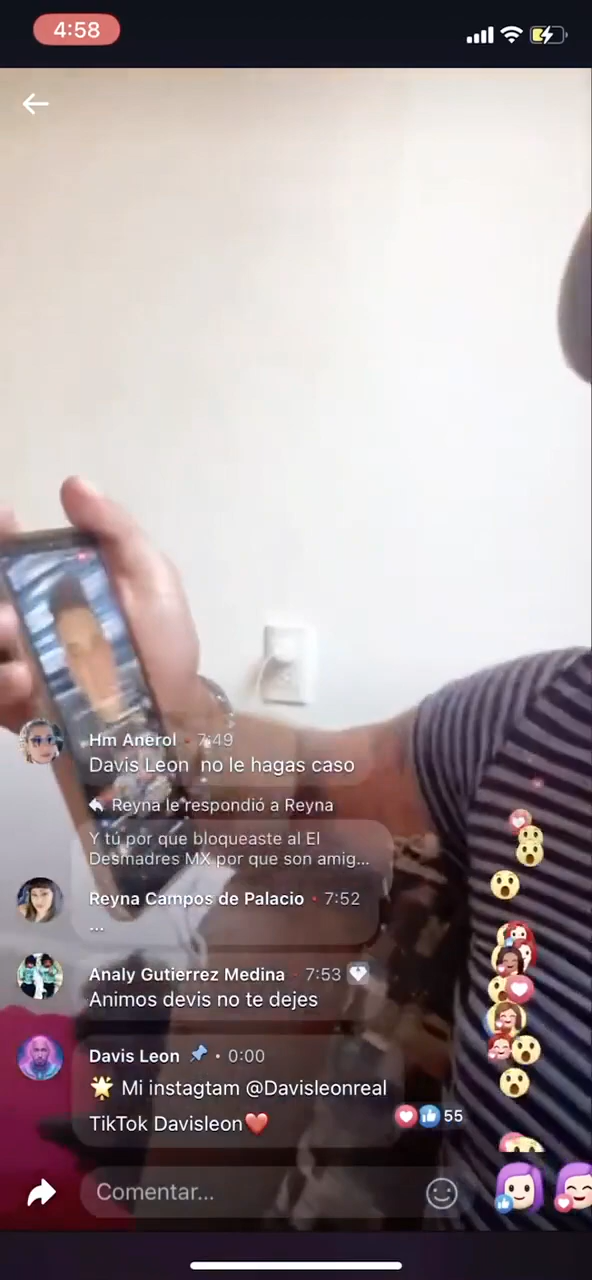 4:58
Hm Anerol · 7:49
Davis Leon no le hagas caso
Reyna le respondió a Reyna
Y tú por que bloqueaste al El
Desmadres MX por que son amig...
Reyna Campos de Palacio · 7:52
...
Analy Gutierrez Medina · 7:53
Animos devis no te dejes
Davis Leon · 0:00
🌟 Mi instagtam @Davisleonreal
TikTok Davisleon❤️
55
Comentar...